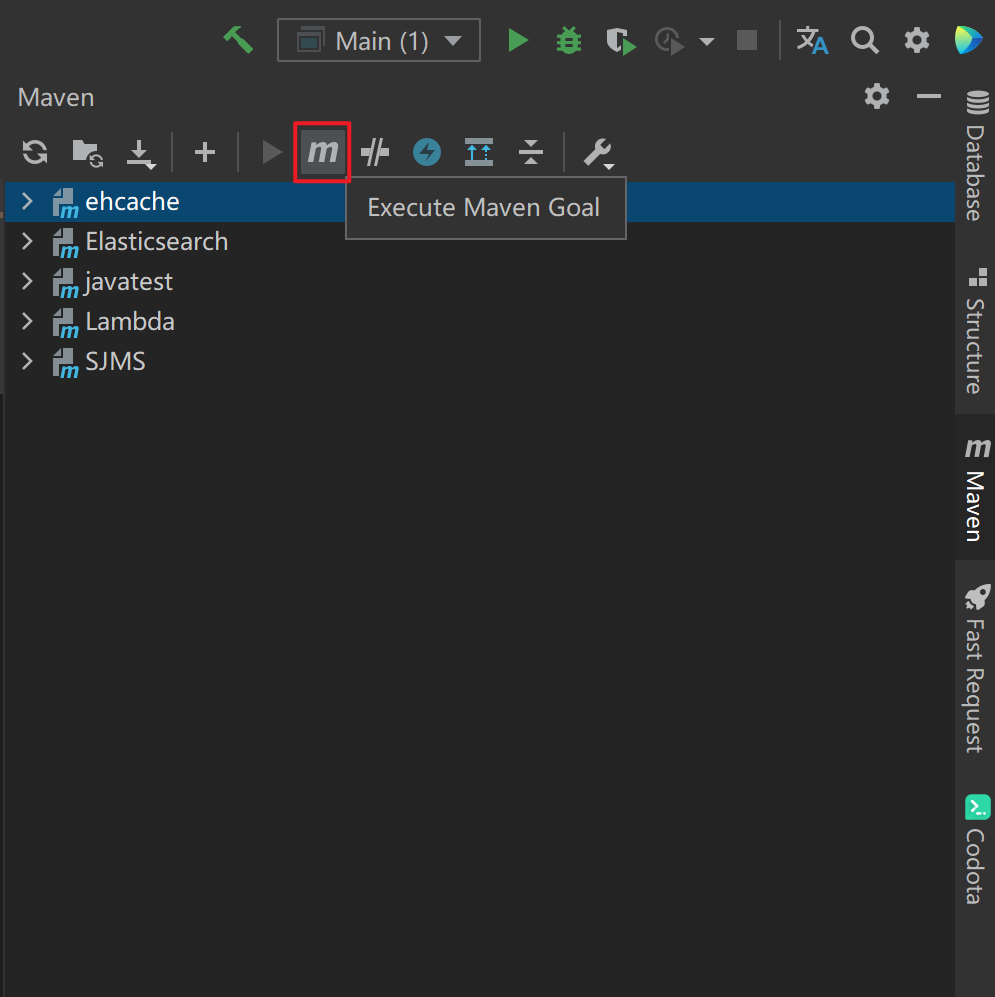 Main (1)
Maven
m
Execute Maven Goal
ehcache
Elasticsearch
javatest
Lambda
SJMS
Database
Structure
m
Maven
Fast Request
Codota